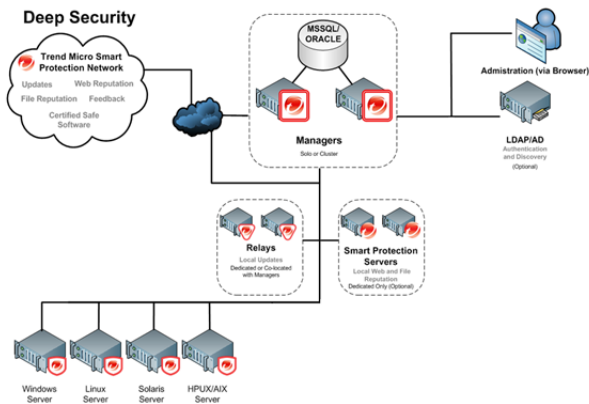 Deep Security
Trend Micro Smart
Protection Network
Updates
Web Reputation
File Reputation
Feedback
Certified Safe
Software
MSSQL/
ORACLE
Managers
Solo or Cluster
Admistration (via Browser)
LDAP/AD
Authentication
and Discovery
(Optional)
Relays
Local Updates
Dedicated or Co-located
with Managers
Smart Protection
Servers
Local Web and File
Reputation
Dedicated Only (Optional)
Windows
Server
Linux
Server
Solaris
Server
HPUX/AIX
Server